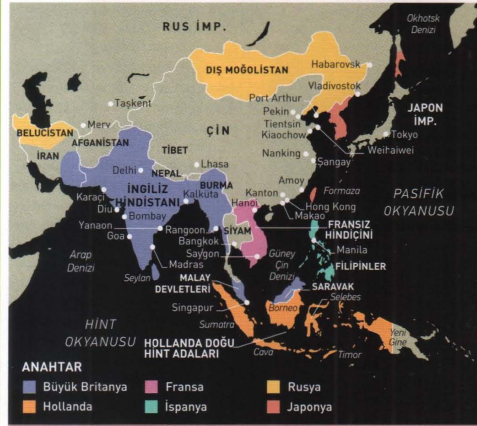 Okhotsk
Denizi
RUS İMP.
Habarovsk
DIŞ MOĞOLİSTAN
Vladivostok
Taşkent
Port Arthur
Pekin
JAPON
İMP.
Merv
Tientsin
BELUCİSTAN
Kiaochow
Tokyo
AFGANİSTAN
ÇİN
Weihaiwei
İRAN
TİBET
Nanking
Şangay
Lhasa
Delhi
NEPAL
Amoy
İNGİLİZ
HİNDİSTANI
BURMA
Formaza
PASİFİK
OKYANUSU
Karaçi
Kalküta
Hanoi
Kanton
Hong Kong
Diu
Makao
Bombay
SİYAM
FRANSIZ
HİNDİÇİNİ
Yanaon
Rangoon
Goa
Bangkok
Manila
Arap
Denizi
Saygon
Güney
Çin
Denizi
FİLİPİNLER
Madras
Seylan
MALAY
DEVLETLERİ
SARAVAK
Selebes
Singapur
Borneo
HİNT
OKYANUSU
Sumatra
Yeni
Gine
HOLLANDA DOĞU
HİNT ADALARI
Cava
Timor
ANAHTAR
Büyük Britanya
Fransa
Rusya
Hollanda
İspanya
Japonya